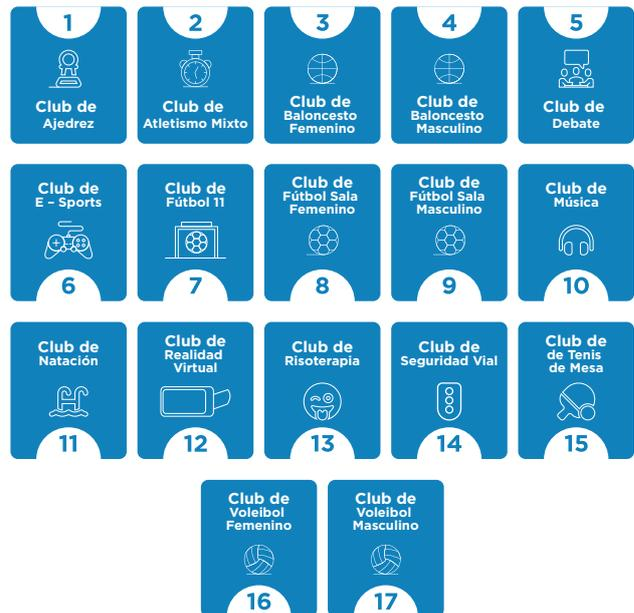 1
Club de
Ajedrez
2
Club de
Atletismo Mixto
3
Club de
Baloncesto
Femenino
4
Club de
Baloncesto
Masculino
5
Club de
Debate
Club de
E – Sports
6
Club de
Fútbol 11
7
Club de
Fútbol Sala
Femenino
8
Club de
Fútbol Sala
Masculino
9
Club de
Música
10
Club de
Natación
11
Club de
Realidad
Virtual
12
Club de
Risoterapia
13
Club de
Seguridad Vial
14
Club de
de Tenis
de Mesa
15
Club de
Voleibol
Femenino
16
Club de
Voleibol
Masculino
17